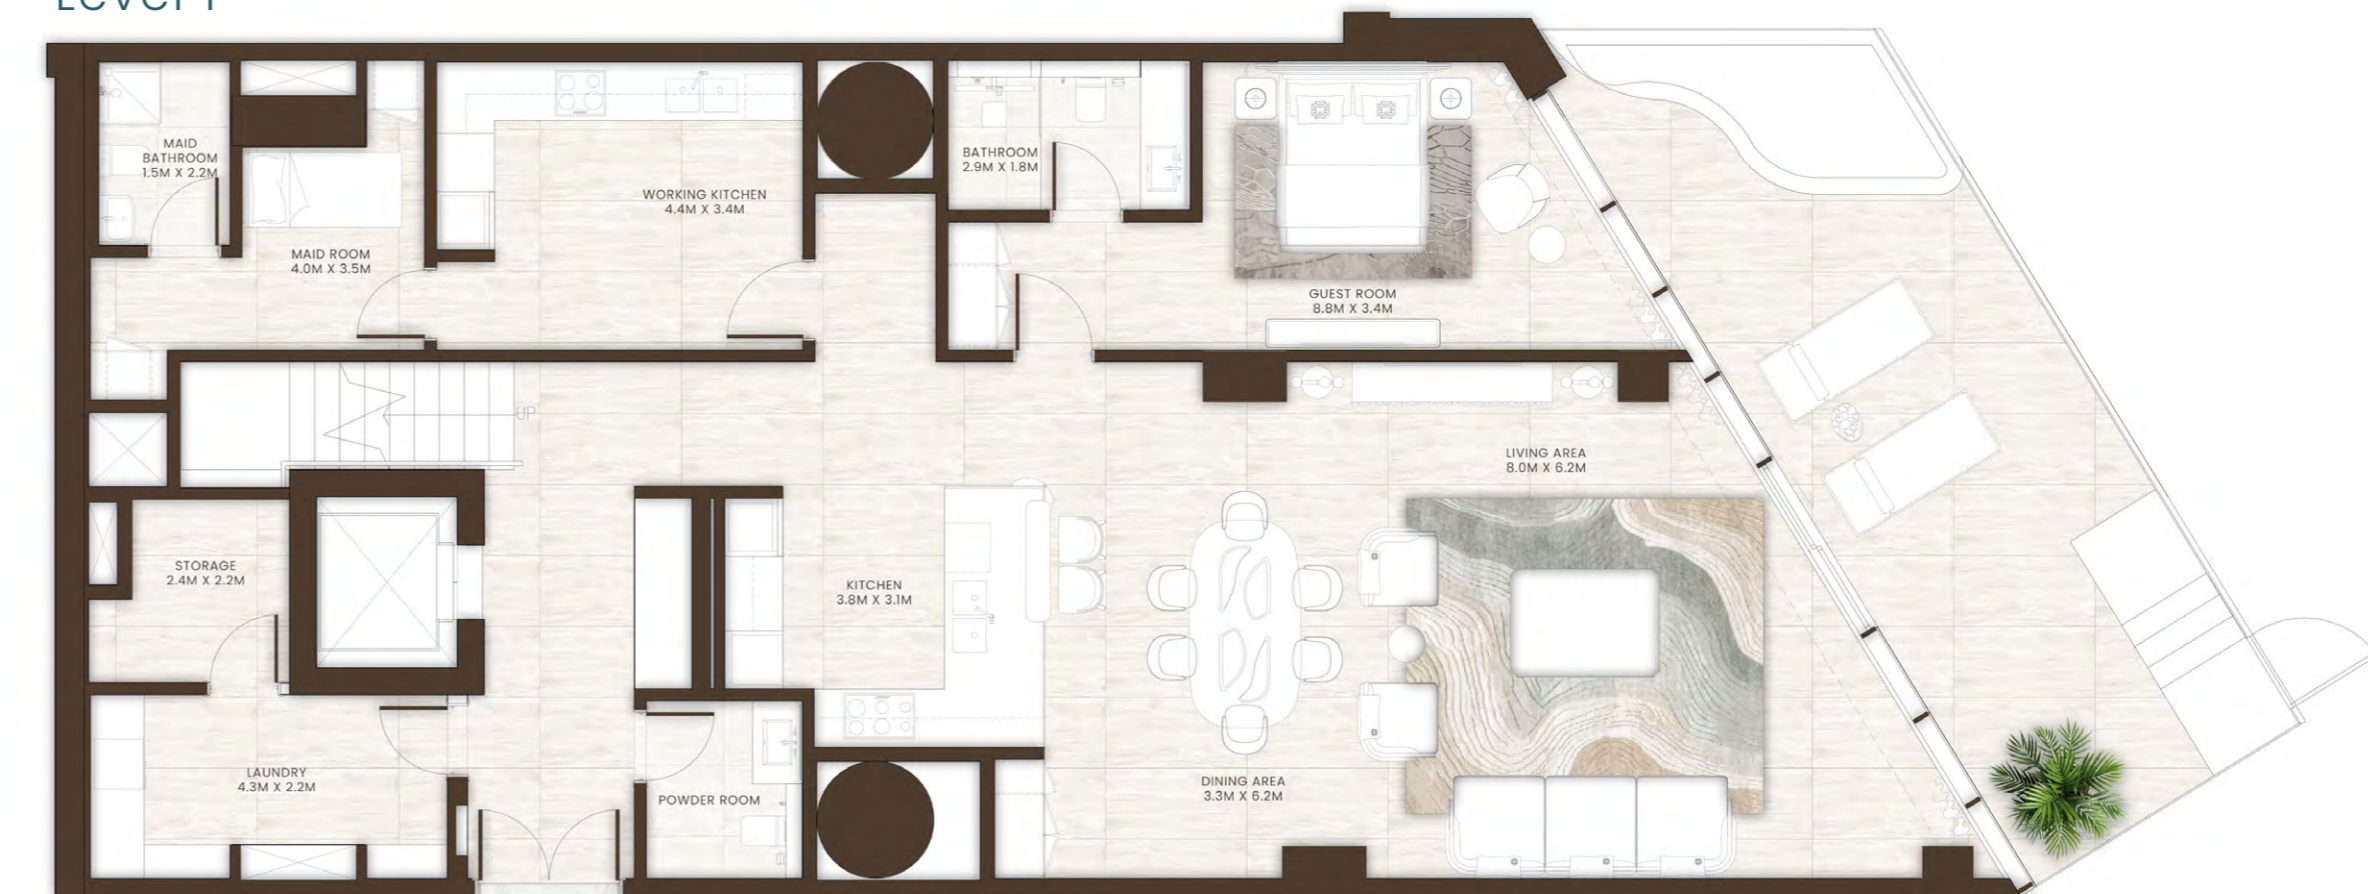 LEVEL 1
MAID
BATHROOM
1.5M X 2.2M
MAID ROOM
4.0M X 3.5M
WORKING KITCHEN
4.4M X 3.4M
BATHROOM
2.9M X 1.8M
GUEST ROOM
8.8M X 3.4M
UP
LIVING AREA
8.0M X 6.2M
STORAGE
2.4M X 2.2M
KITCHEN
3.8M X 3.1M
LAUNDRY
4.3M X 2.2M
POWDER ROOM
DINING AREA
3.3M X 6.2M